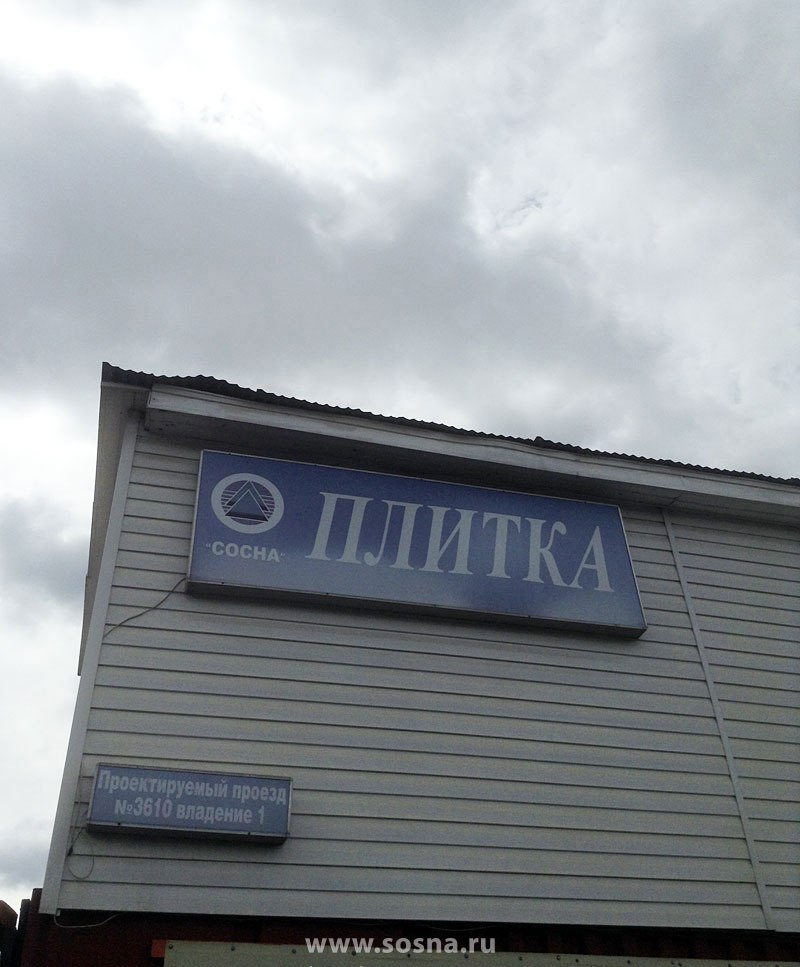 ПЛИТКА
"СОСНА"
Проектируемый проезд
№3610 владение 1
www.sosna.ru